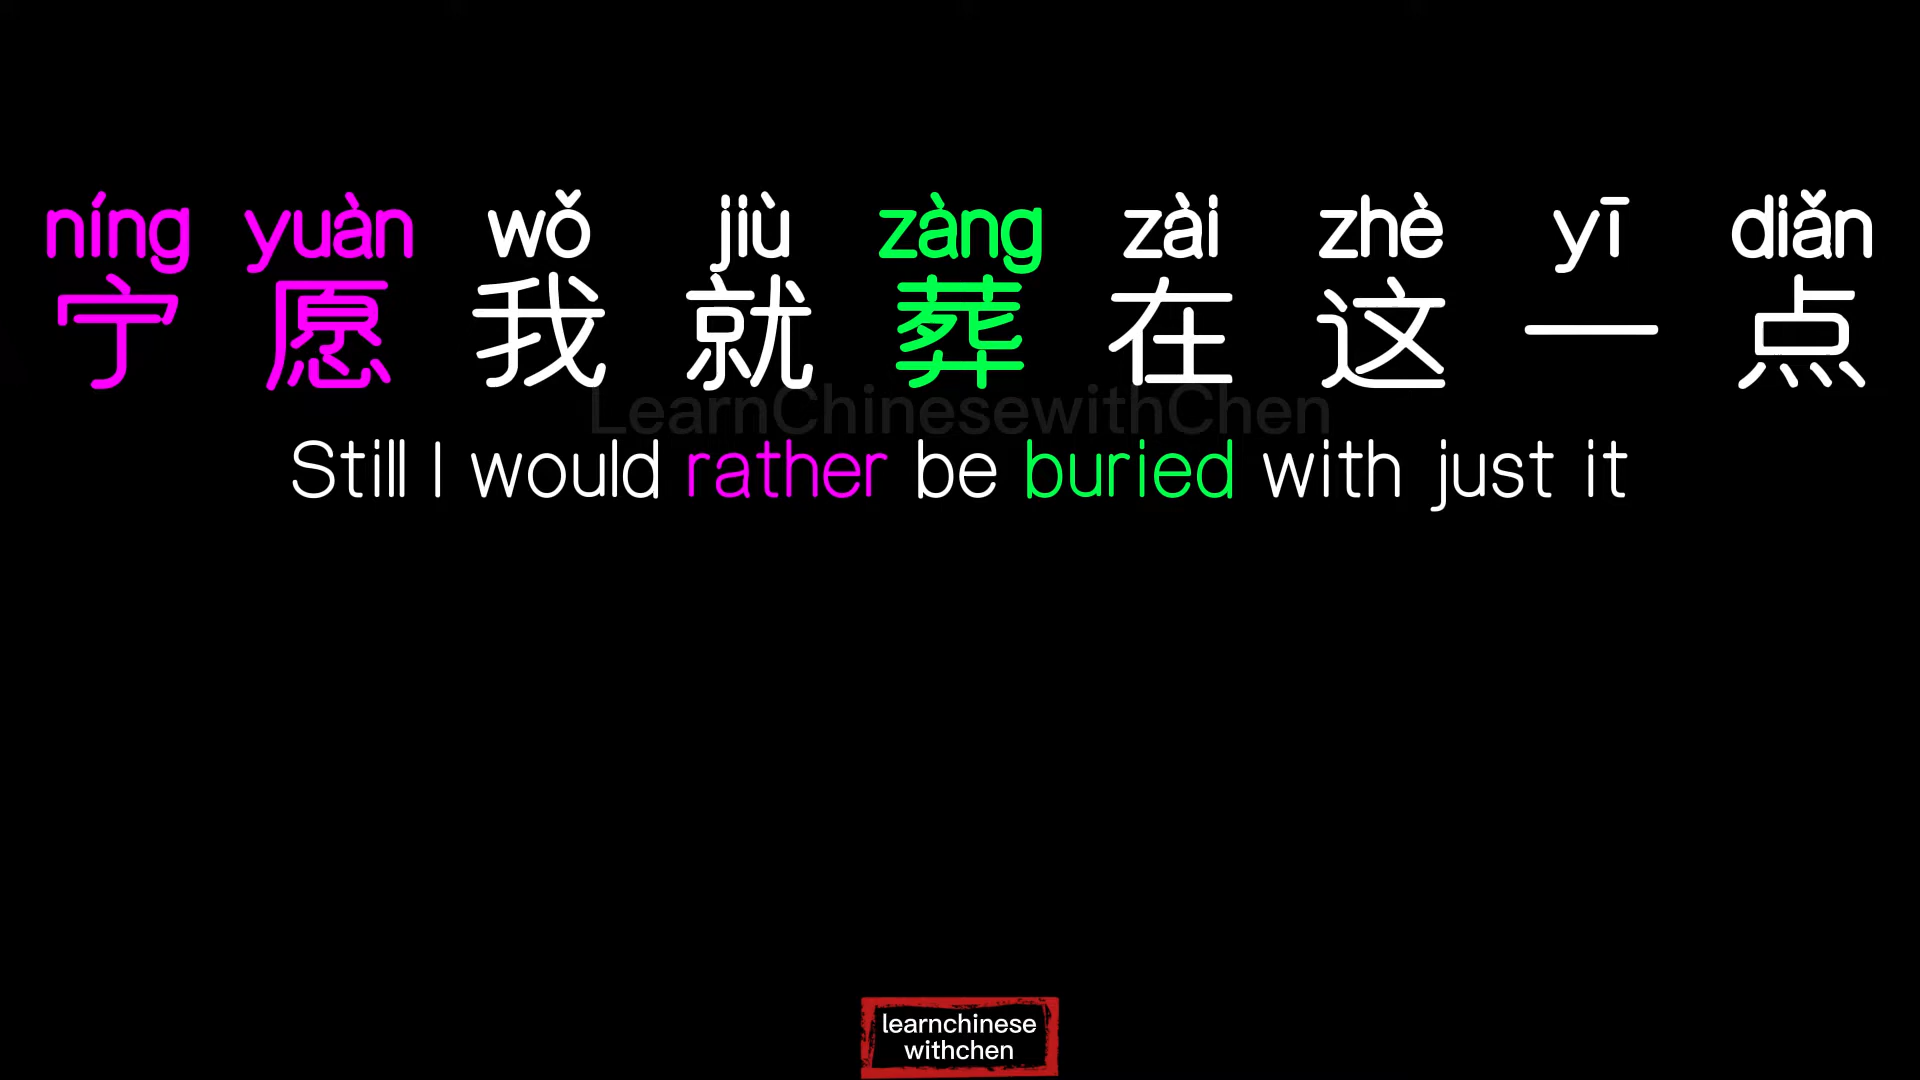 níng yuàn wǒ jiù zàng zài zhè yī diǎn
宁愿我就葬在这一点
LearnChinesewithChen
Still I would rather be buried with just it
learnchinese
withchen